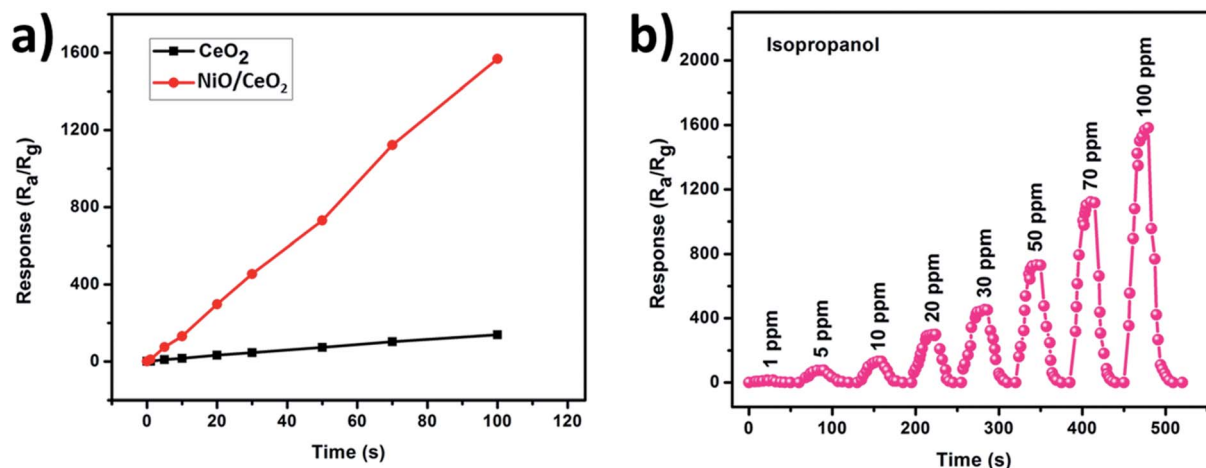 a)
CeO₂
NiO/CeO₂
Response (Rₐ/R₉)
1600
1200
800
400
0
0 20 40 60 80 100 120
Time (s)
b)
Isopropanol
Response (Rₐ/R₉)
2000
1600
1200
800
400
0
1 ppm
5 ppm
10 ppm
20 ppm
30 ppm
50 ppm
70 ppm
100 ppm
0 100 200 300 400 500
Time (s)